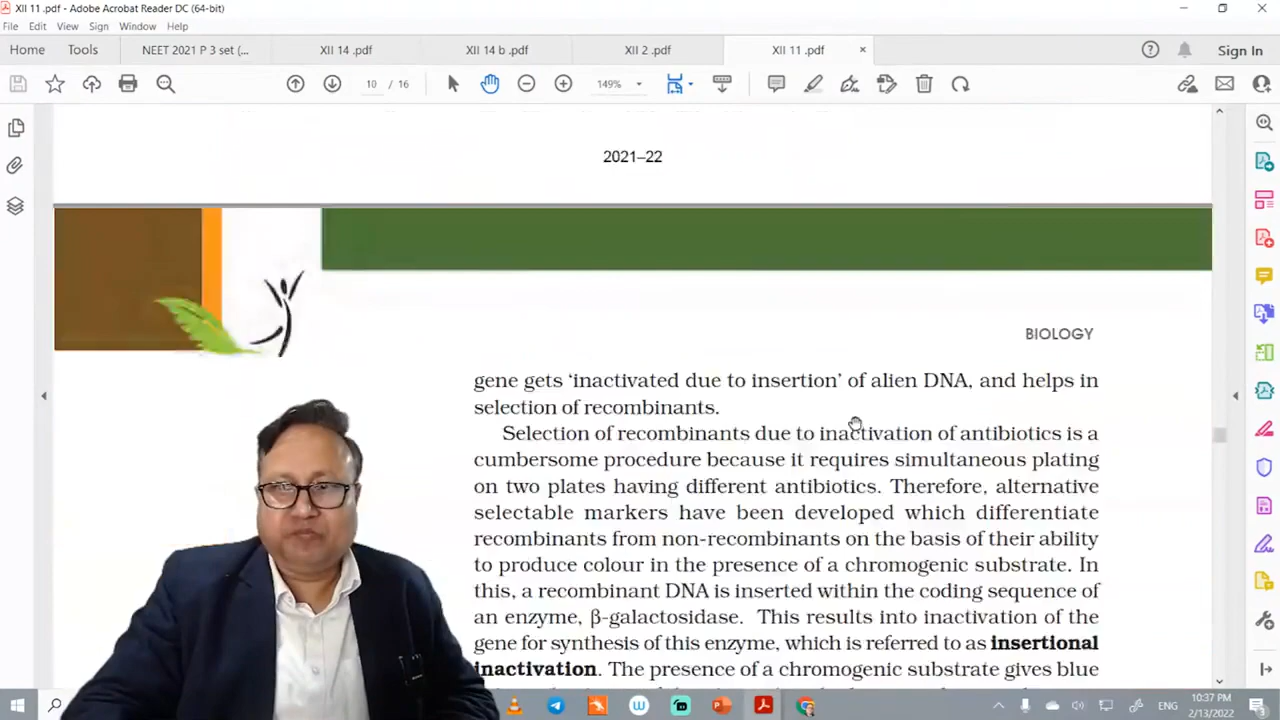 XII 11 .pdf - Adobe Acrobat Reader DC (64-bit)
File Edit View Sign Window Help
Home Tools NEET 2021 P 3 set (... XII 14 .pdf XII 14 b .pdf XII 2 .pdf XII 11 .pdf × Sign In
10 / 16 149%
2021–22
BIOLOGY
gene gets ‘inactivated due to insertion’ of alien DNA, and helps in
selection of recombinants.
Selection of recombinants due to inactivation of antibiotics is a
cumbersome procedure because it requires simultaneous plating
on two plates having different antibiotics. Therefore, alternative
selectable markers have been developed which differentiate
recombinants from non-recombinants on the basis of their ability
to produce colour in the presence of a chromogenic substrate. In
this, a recombinant DNA is inserted within the coding sequence of
an enzyme, β-galactosidase. This results into inactivation of the
gene for synthesis of this enzyme, which is referred to as insertional
inactivation. The presence of a chromogenic substrate gives blue
ENG
10:37 PM
2/13/2022